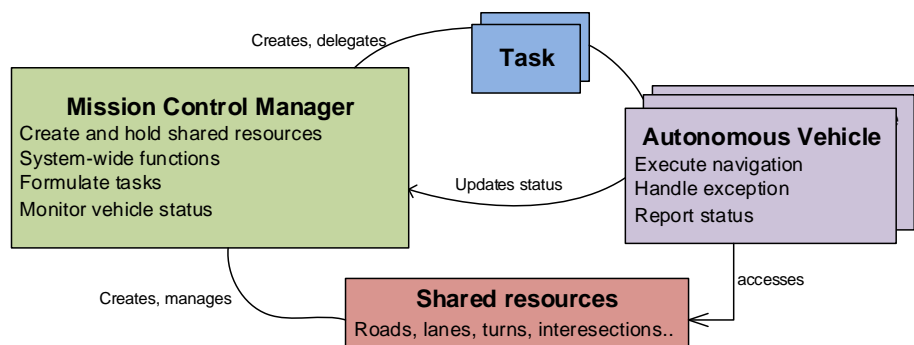 Creates, delegates
Task
Mission Control Manager
Create and hold shared resources
System-wide functions
Formulate tasks
Monitor vehicle status
Autonomous Vehicle
Execute navigation
Handle exception
Report status
Updates status
Creates, manages
accesses
Shared resources
Roads, lanes, turns, interesections..